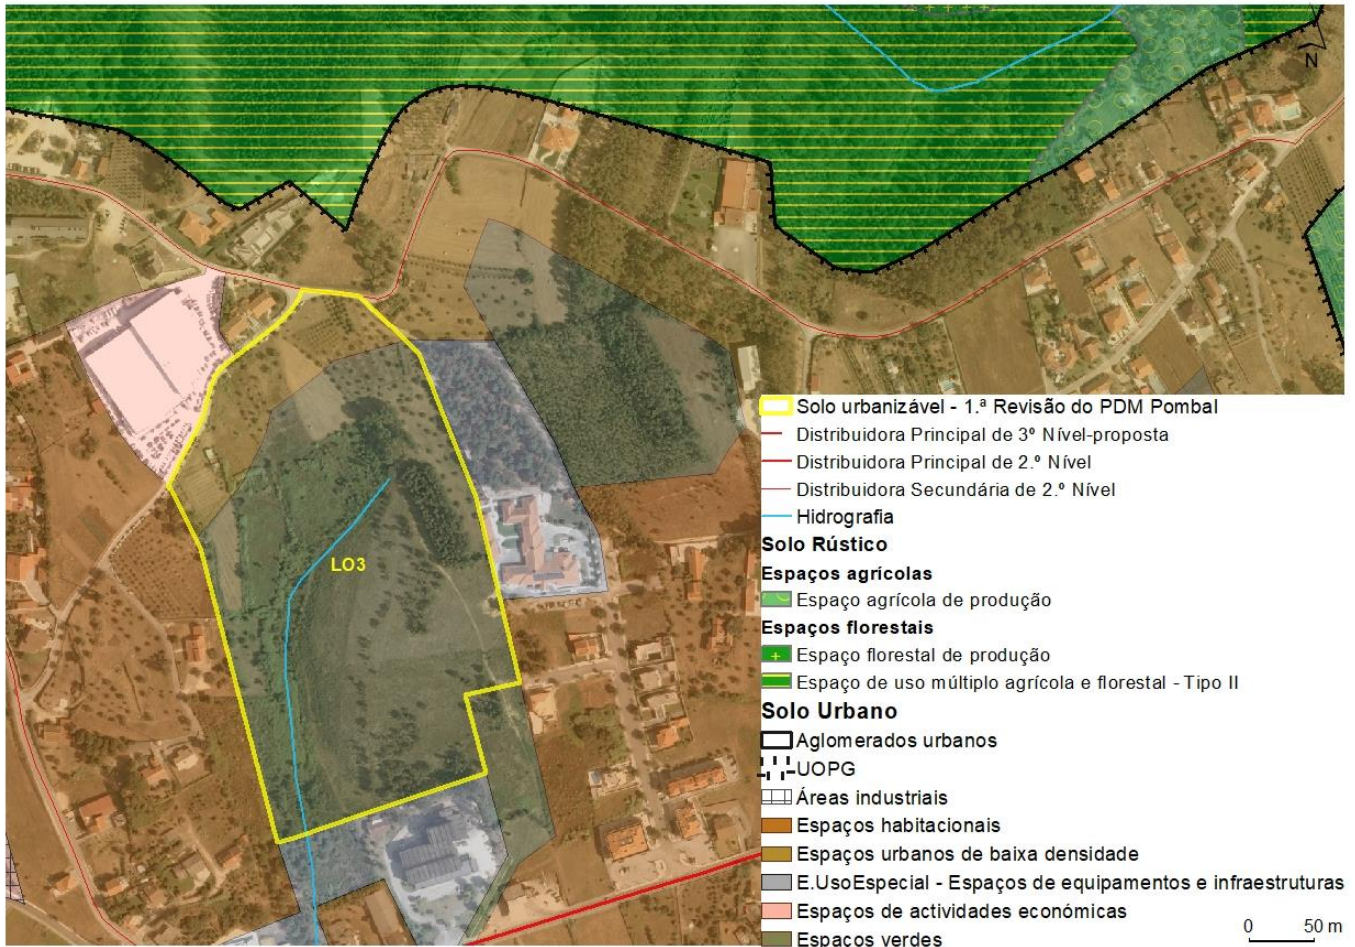 N
LO3
Solo urbanizável - 1.ª Revisão do PDM Pombal
Distribuidora Principal de 3º Nível-proposta
Distribuidora Principal de 2.º Nível
Distribuidora Secundária de 2.º Nível
Hidrografia
Solo Rústico
Espaços agrícolas
Espaço agrícola de produção
Espaços florestais
Espaço florestal de produção
Espaço de uso múltiplo agrícola e florestal - Tipo II
Solo Urbano
Aglomerados urbanos
UOPG
Áreas industriais
Espaços habitacionais
Espaços urbanos de baixa densidade
E.UsoEspecial - Espaços de equipamentos e infraestruturas
Espaços de actividades económicas
Espaços verdes
0 50 m